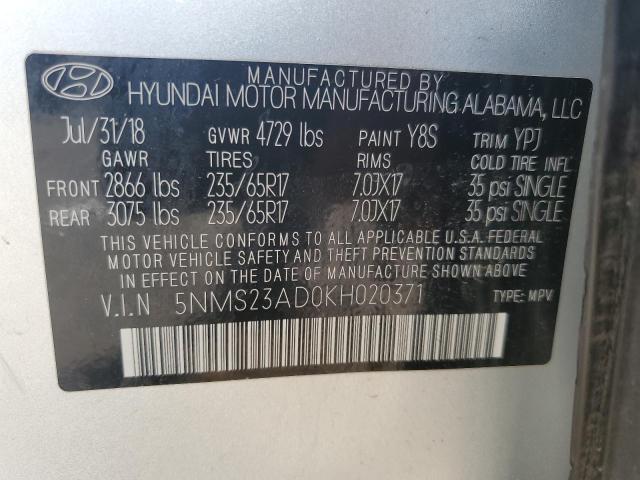 MANUFACTURED BY
HYUNDAI MOTOR MANUFACTURING ALABAMA, LLC
Jul/31/18 GVWR 4729 lbs PAINT Y8S TRIM YPJ
GAWR TIRES RIMS COLD TIRE INFL
FRONT 2866 lbs 235/65R17 7.0JX17 35 psi SINGLE
REAR 3075 lbs 235/65R17 7.0JX17 35 psi SINGLE
THIS VEHICLE CONFORMS TO ALL APPLICABLE U.S.A. FEDERAL
MOTOR VEHICLE SAFETY AND THEFT PREVENTION STANDARDS
IN EFFECT ON THE DATE OF MANUFACTURE SHOWN ABOVE.
V.I.N 5NMS23AD0KH020371 TYPE: MPV